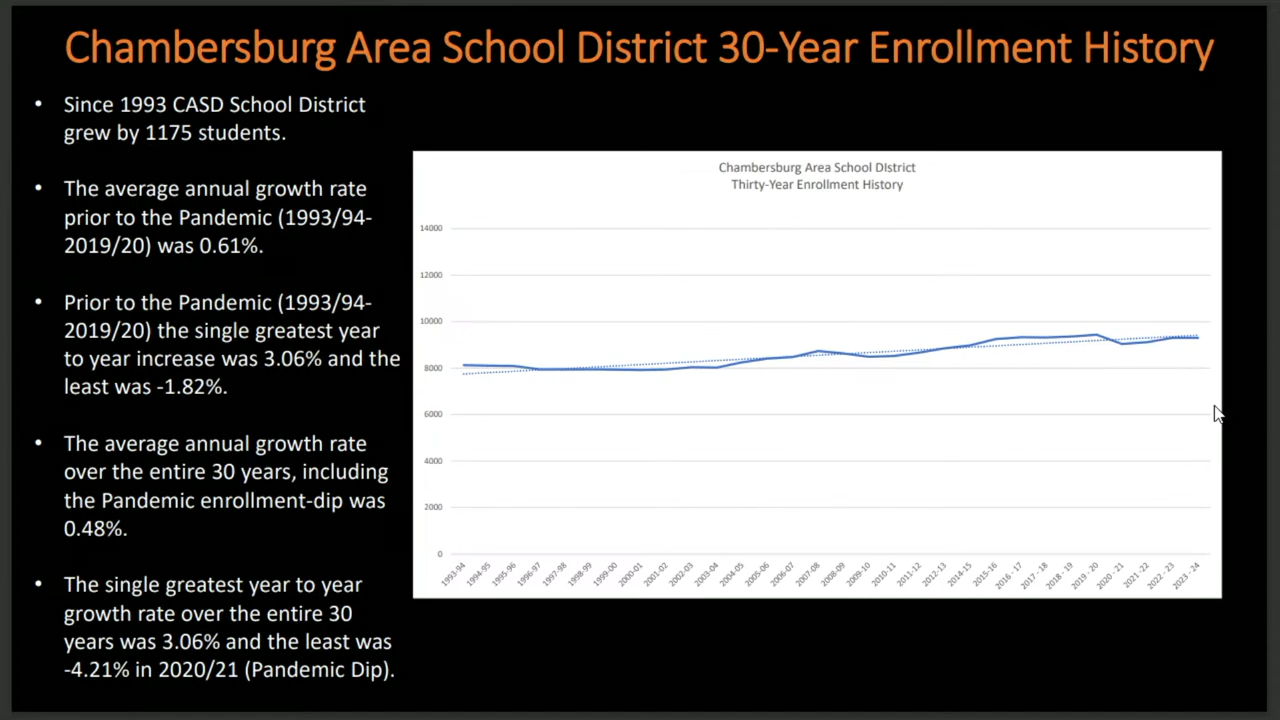 Chambersburg Area School District 30-Year Enrollment History
• Since 1993 CASD School District
grew by 1175 students.
• The average annual growth rate
prior to the Pandemic (1993/94-
2019/20) was 0.61%.
• Prior to the Pandemic (1993/94-
2019/20) the single greatest year
to year increase was 3.06% and the
least was -1.82%.
• The average annual growth rate
over the entire 30 years, including
the Pandemic enrollment-dip was
0.48%.
• The single greatest year to year
growth rate over the entire 30
years was 3.06% and the least was
-4.21% in 2020/21 (Pandemic Dip).
Chambersburg Area School DIstrict
Thirty-Year Enrollment History
14000
12000
10000
8000
6000
4000
2000
0
1993-94
1994-95
1995-96
1996-97
1997-98
1998-99
1999-00
2000-01
2001-02
2002-03
2003-04
2004-05
2005-06
2006-07
2007-08
2008-09
2009-10
2010-11
2011-12
2012-13
2014-15
2015-16
2016 -17
2017 -18
2018 - 19
2019 - 20
2020 - 21
2021 -22
2022 - 23
2023 - 24